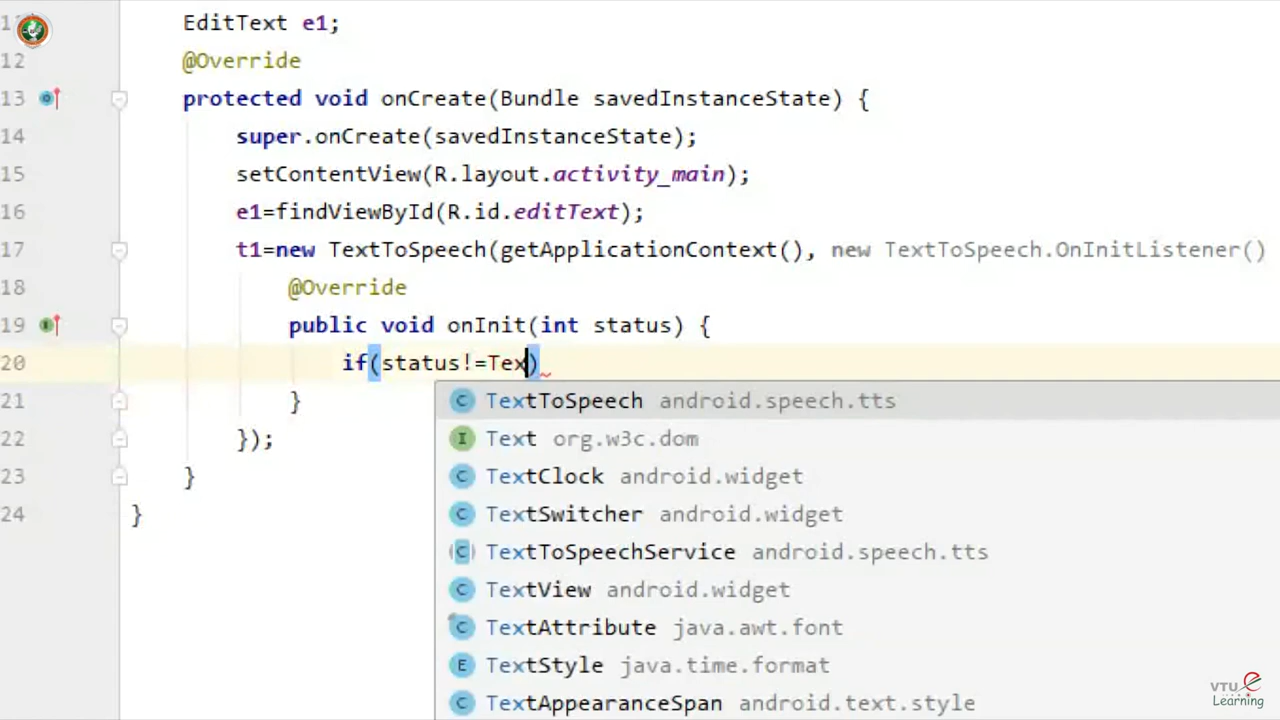 11 EditText e1;
12 @Override
13 protected void onCreate(Bundle savedInstanceState) {
14 super.onCreate(savedInstanceState);
15 setContentView(R.layout.activity_main);
16 e1=findViewById(R.id.editText);
17 t1=new TextToSpeech(getApplicationContext(), new TextToSpeech.OnInitListener()
18 @Override
19 public void onInit(int status) {
20 if(status!=Tex)
21 }
22 });
23 }
24 }
TextToSpeech android.speech.tts
Text org.w3c.dom
TextClock android.widget
TextSwitcher android.widget
TextToSpeechService android.speech.tts
TextView android.widget
TextAttribute java.awt.font
TextStyle java.time.format
TextAppearanceSpan android.text.style
VTU e
Learning